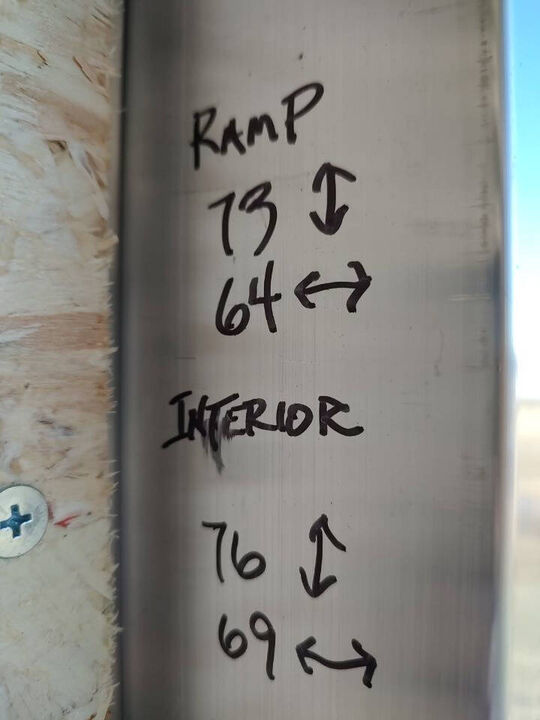 RAMP
73 ↕
64 ↔
INTERIOR
76 ↕
69 ↔